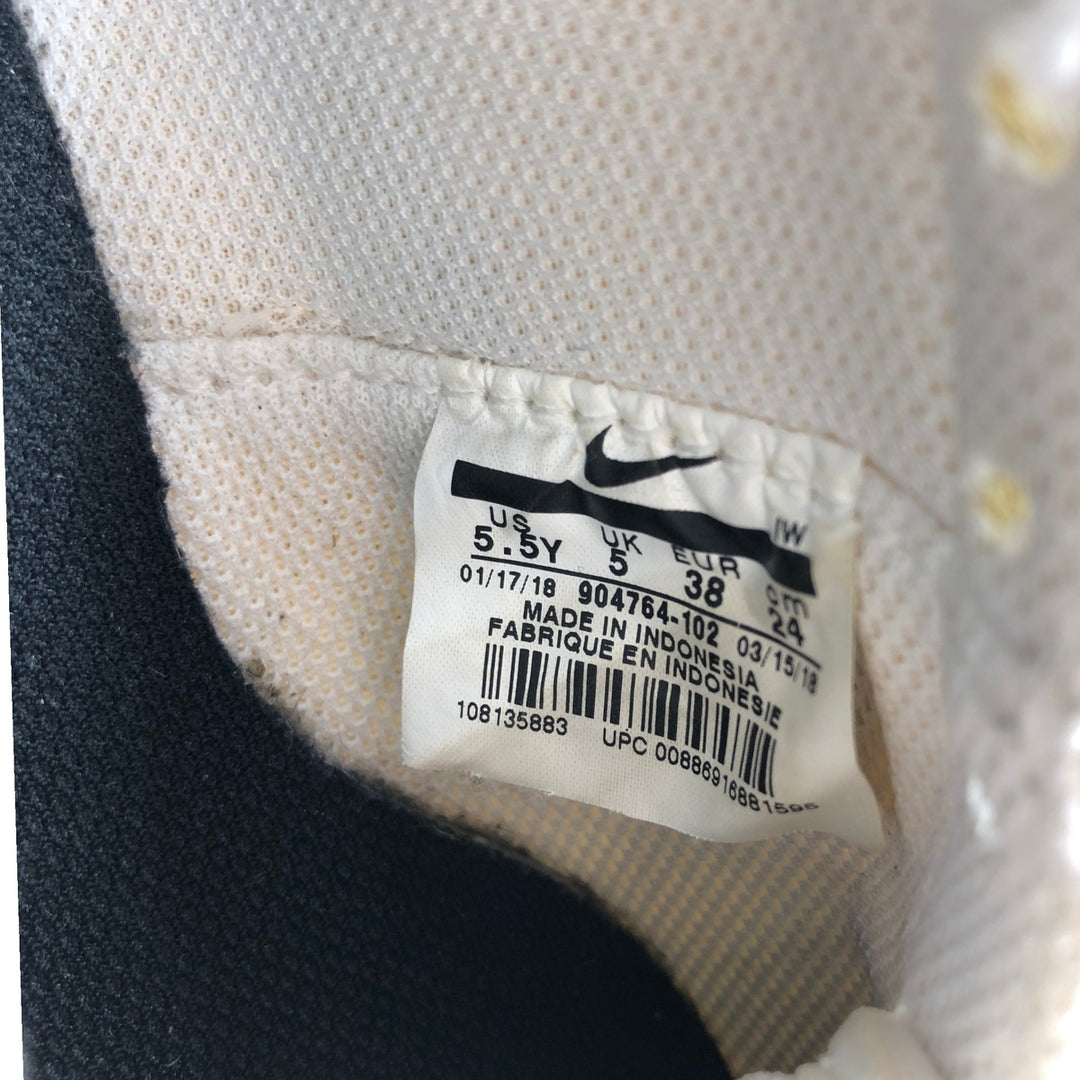 IW
US UK EUR cm
5.5Y 5 38 24
01/17/18 904764-102 03/15/18
MADE IN INDONESIA
FABRIQUE EN INDONESIE
108135883 UPC 00886916881595